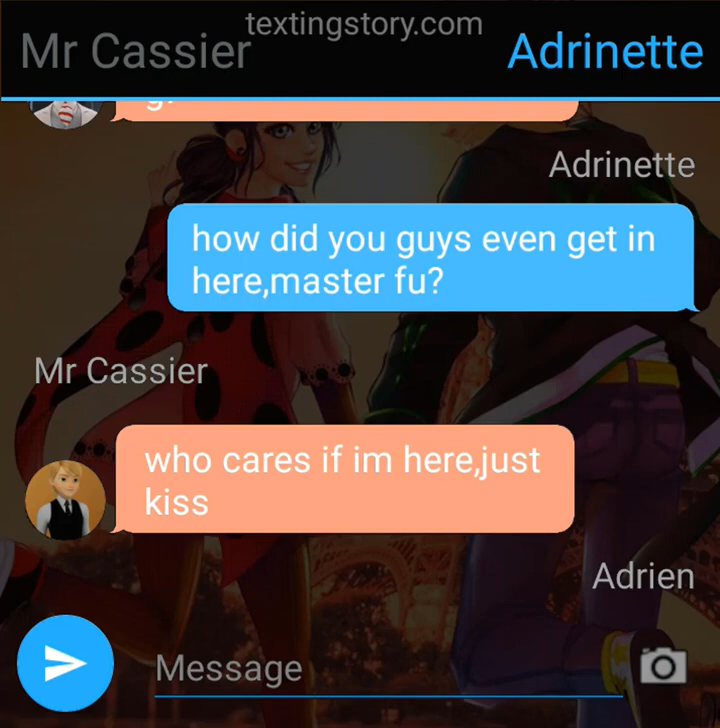 textingstory.com
Mr Cassier
Adrinette
Adrinette
how did you guys even get in
here,master fu?
Mr Cassier
who cares if im here,just
kiss
Adrien
Message